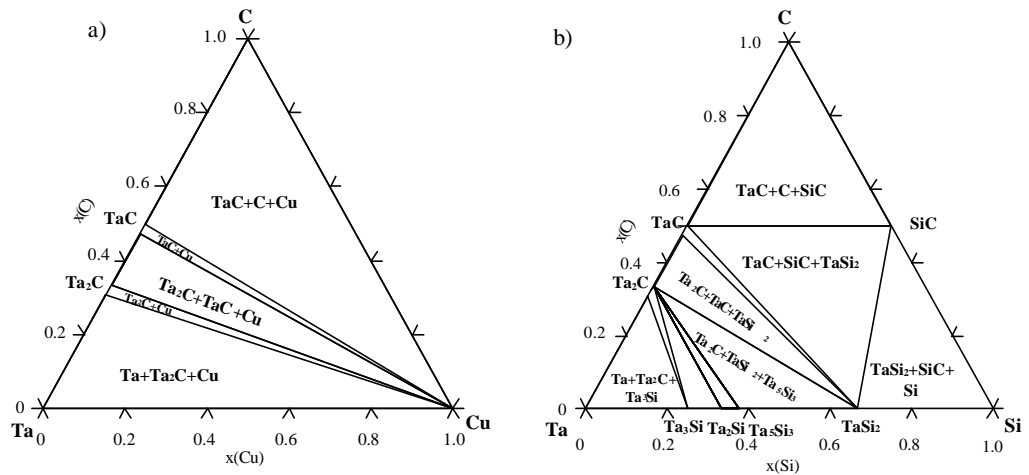 a)
C
1.0
0.8
0.6
x(C)
TaC+C+Cu
TaC
TaC+Cu
0.4
Ta₂C+TaC+Cu
Ta₂C
Ta₂C+Cu
0.2
Ta+Ta₂C+Cu
0
Ta
Cu
0 0.2 0.4 0.6 0.8 1.0
x(Cu)
b)
C
1.0
0.8
0.6
x(C)
TaC+C+SiC
TaC
SiC
0.4
TaC+SiC+TaSi₂
Ta₂C
Ta₂C+TaC+TaSi₂
0.2
Ta₂C+TaSi₂+Ta₅Si₃
Ta+Ta₂C+
Ta₃Si
TaSi₂+SiC+
Si
0
Ta
Ta₃Si Ta₂Si Ta₅Si₃ TaSi₂
Si
0 0.2 0.4 0.6 0.8 1.0
x(Si)